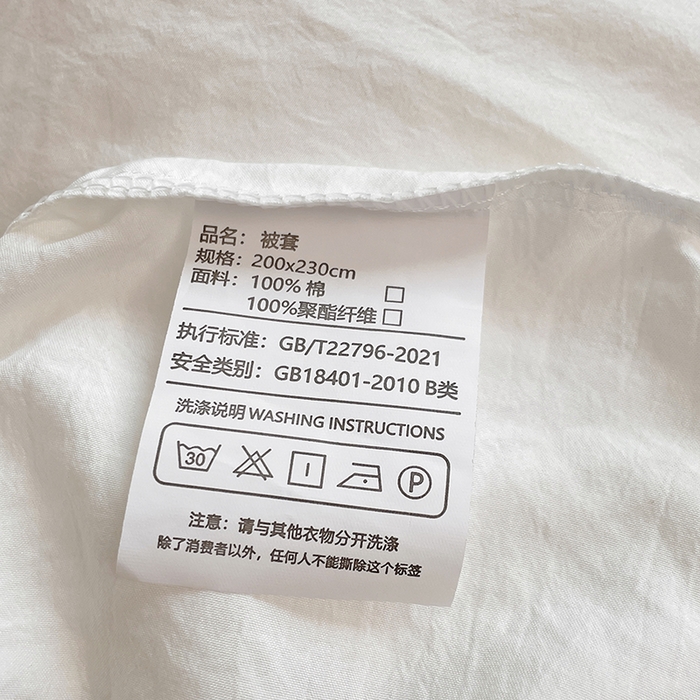 品名： 被套
规格：200x230cm
面料：100% 棉 □
100%聚酯纤维 □
执行标准：GB/T22796-2021
安全类别：GB18401-2010 B类
洗涤说明 WASHING INSTRUCTIONS
30 P
注意：请与其他衣物分开洗涤
除了消费者以外，任何人不能撕除这个标签